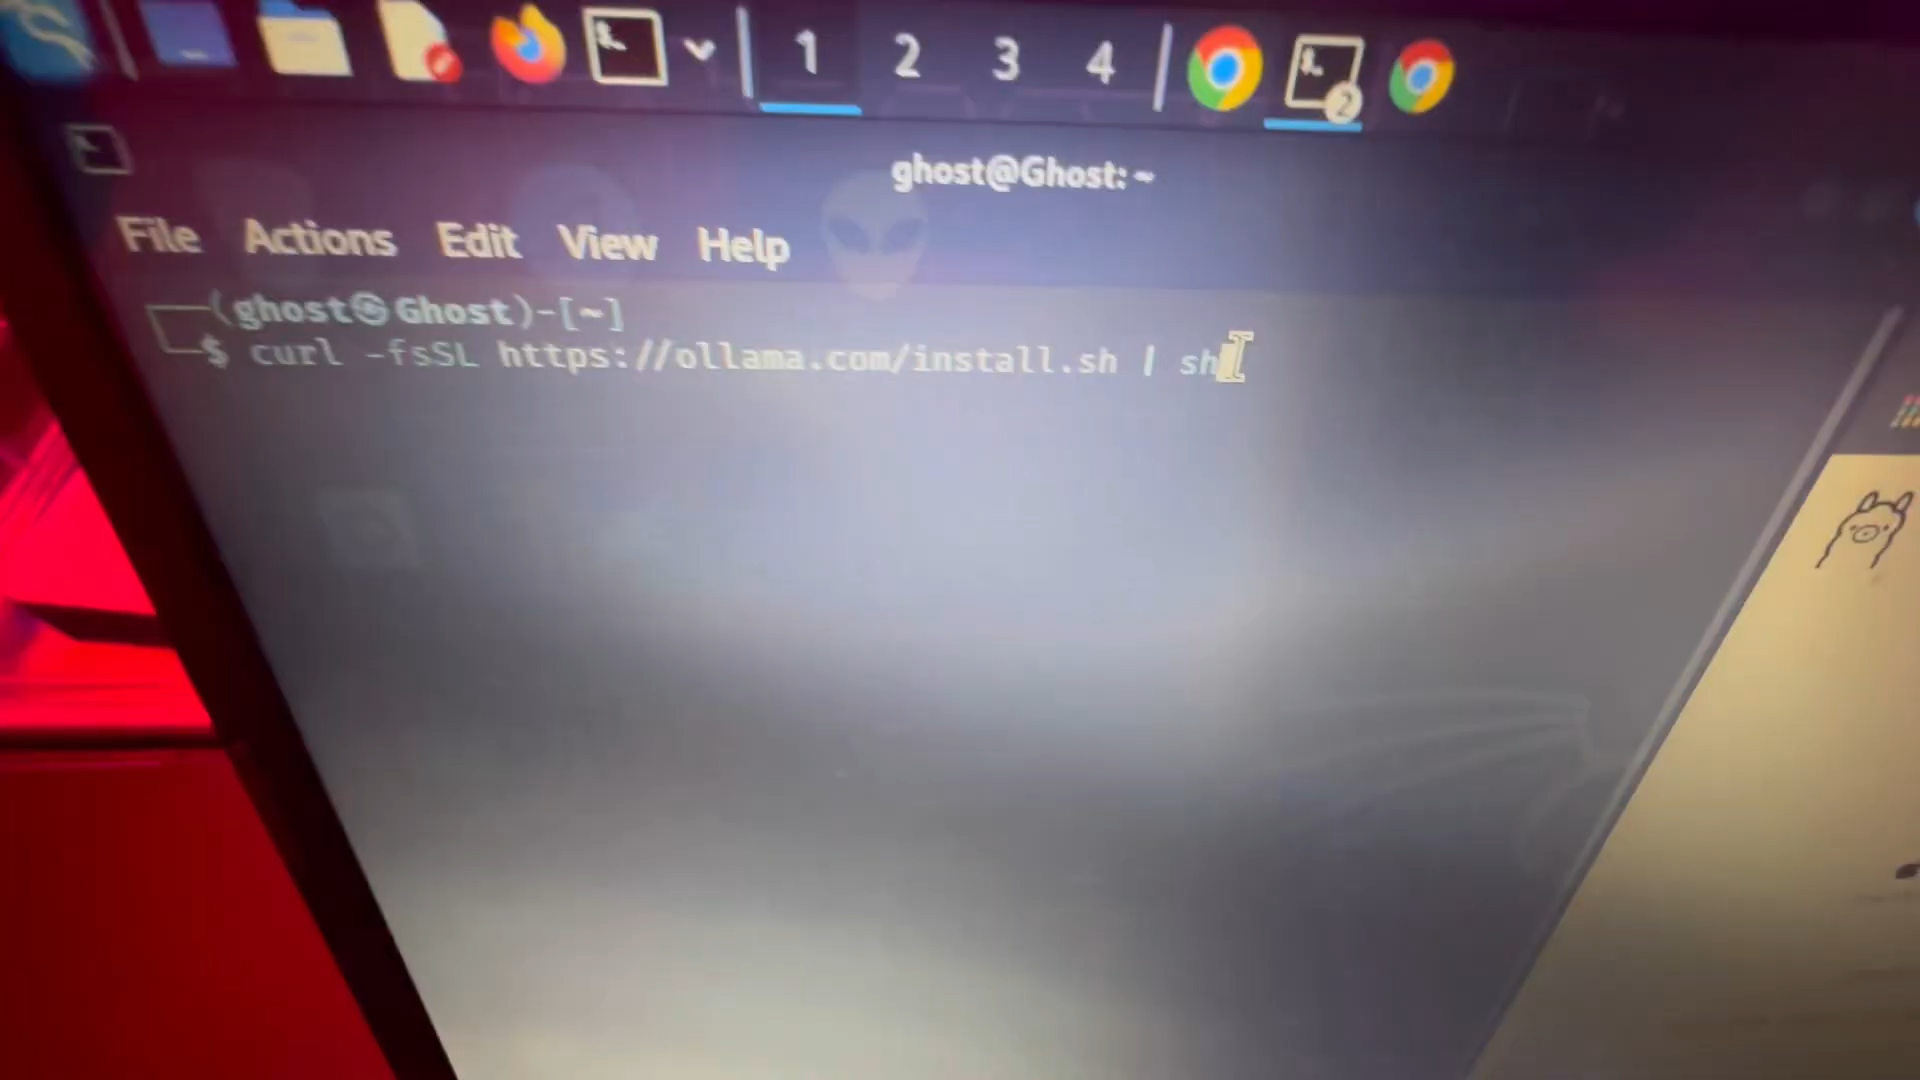 1 2 3 4
2
ghost@Ghost: ~
File Actions Edit View Help
(ghost㉿Ghost)-[~]
$ curl -fsSL https://ollama.com/install.sh | sh